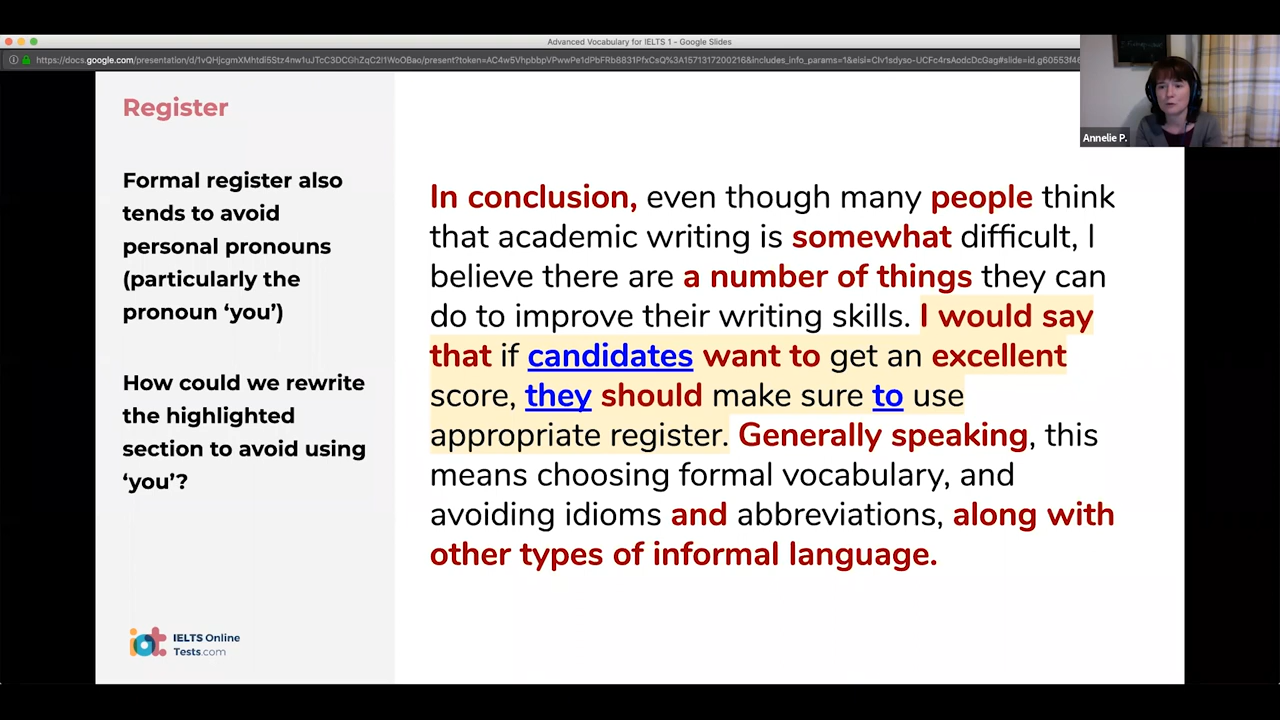 Advanced Vocabulary for IELTS 1 - Google Slides
Annelie P.
Register
Formal register also
tends to avoid
personal pronouns
(particularly the
pronoun ‘you’)
How could we rewrite
the highlighted
section to avoid using
‘you’?
In conclusion, even though many people think
that academic writing is somewhat difficult, I
believe there are a number of things they can
do to improve their writing skills. I would say
that if candidates want to get an excellent
score, they should make sure to use
appropriate register. Generally speaking, this
means choosing formal vocabulary, and
avoiding idioms and abbreviations, along with
other types of informal language.
iot
IELTS Online
Tests.com